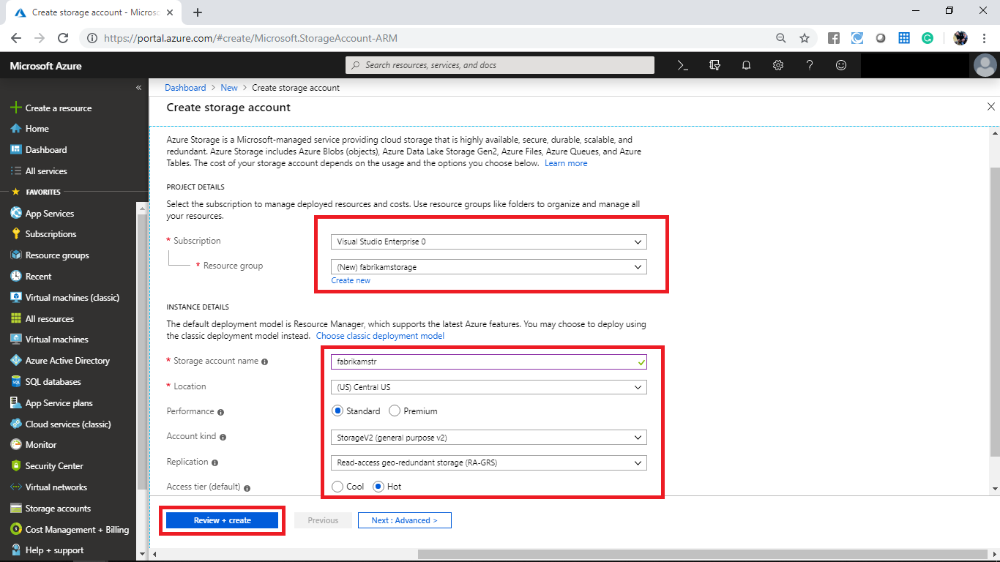 Create storage account - Microso
https://portal.azure.com/#create/Microsoft.StorageAccount-ARM
Microsoft Azure
Search resources, services, and docs
Create a resource
Home
Dashboard
All services
FAVORITES
App Services
Subscriptions
Resource groups
Recent
Virtual machines (classic)
All resources
Virtual machines
Azure Active Directory
SQL databases
App Service plans
Cloud services (classic)
Monitor
Security Center
Virtual networks
Storage accounts
Cost Management + Billing
Help + support
Dashboard > New > Create storage account
Create storage account
Azure Storage is a Microsoft-managed service providing cloud storage that is highly available, secure, durable, scalable, and
redundant. Azure Storage includes Azure Blobs (objects), Azure Data Lake Storage Gen2, Azure Files, Azure Queues, and Azure
Tables. The cost of your storage account depends on the usage and the options you choose below. Learn more
PROJECT DETAILS
Select the subscription to manage deployed resources and costs. Use resource groups like folders to organize and manage all
your resources.
* Subscription Visual Studio Enterprise 0
* Resource group (New) fabrikamstorage
Create new
INSTANCE DETAILS
The default deployment model is Resource Manager, which supports the latest Azure features. You may choose to deploy using
the classic deployment model instead. Choose classic deployment model
* Storage account name fabrikamstr
* Location (US) Central US
Performance Standard Premium
Account kind StorageV2 (general purpose v2)
Replication Read-access geo-redundant storage (RA-GRS)
Access tier (default) Cool Hot
Review + create Previous Next : Advanced >